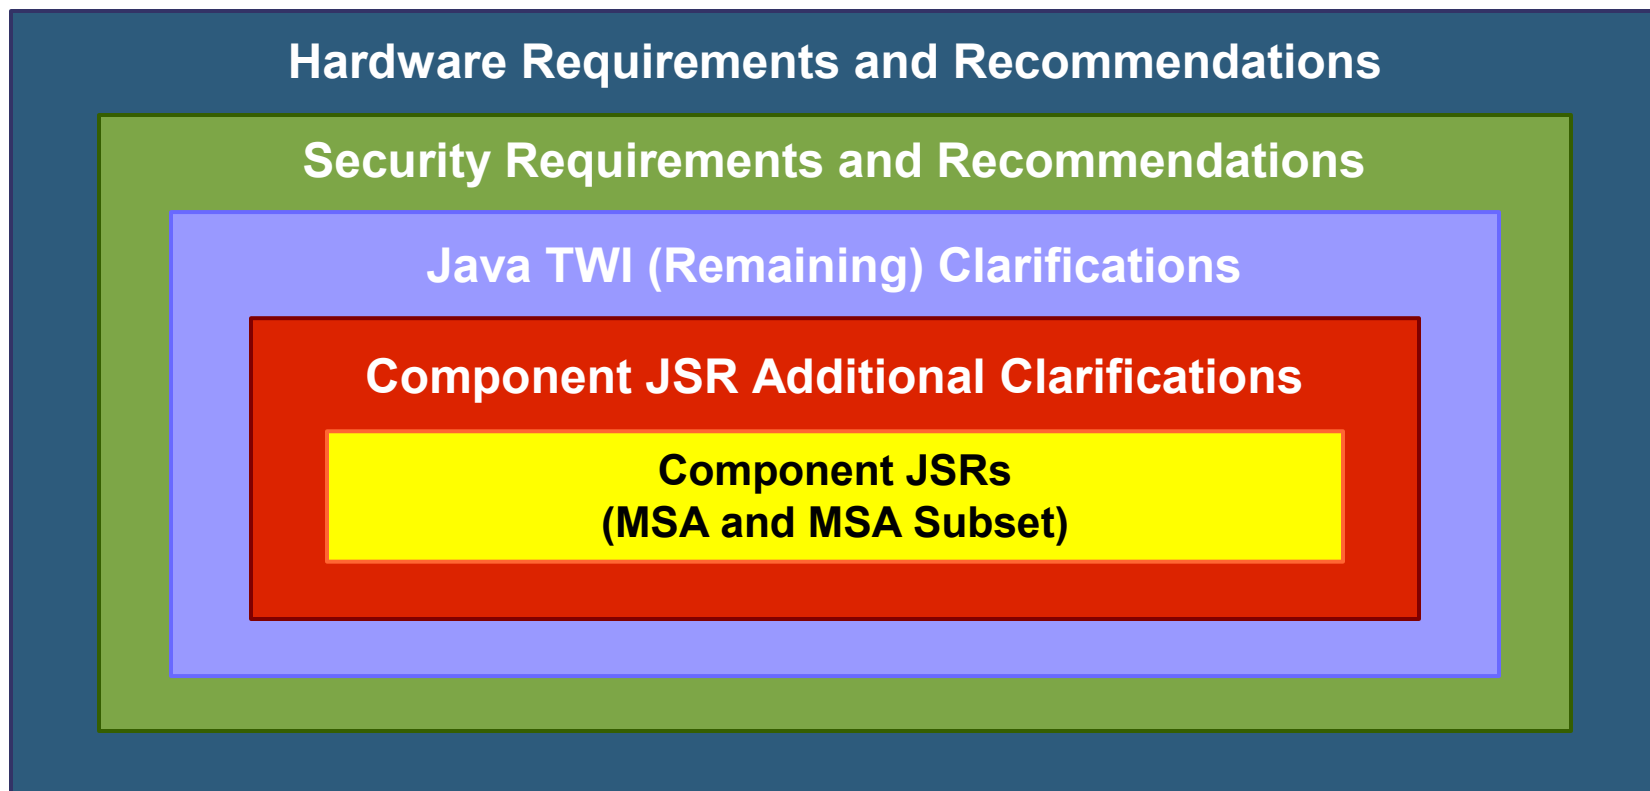 Hardware Requirements and Recommendations
Security Requirements and Recommendations
Java TWI (Remaining) Clarifications
Component JSR Additional Clarifications
Component JSRs
(MSA and MSA Subset)